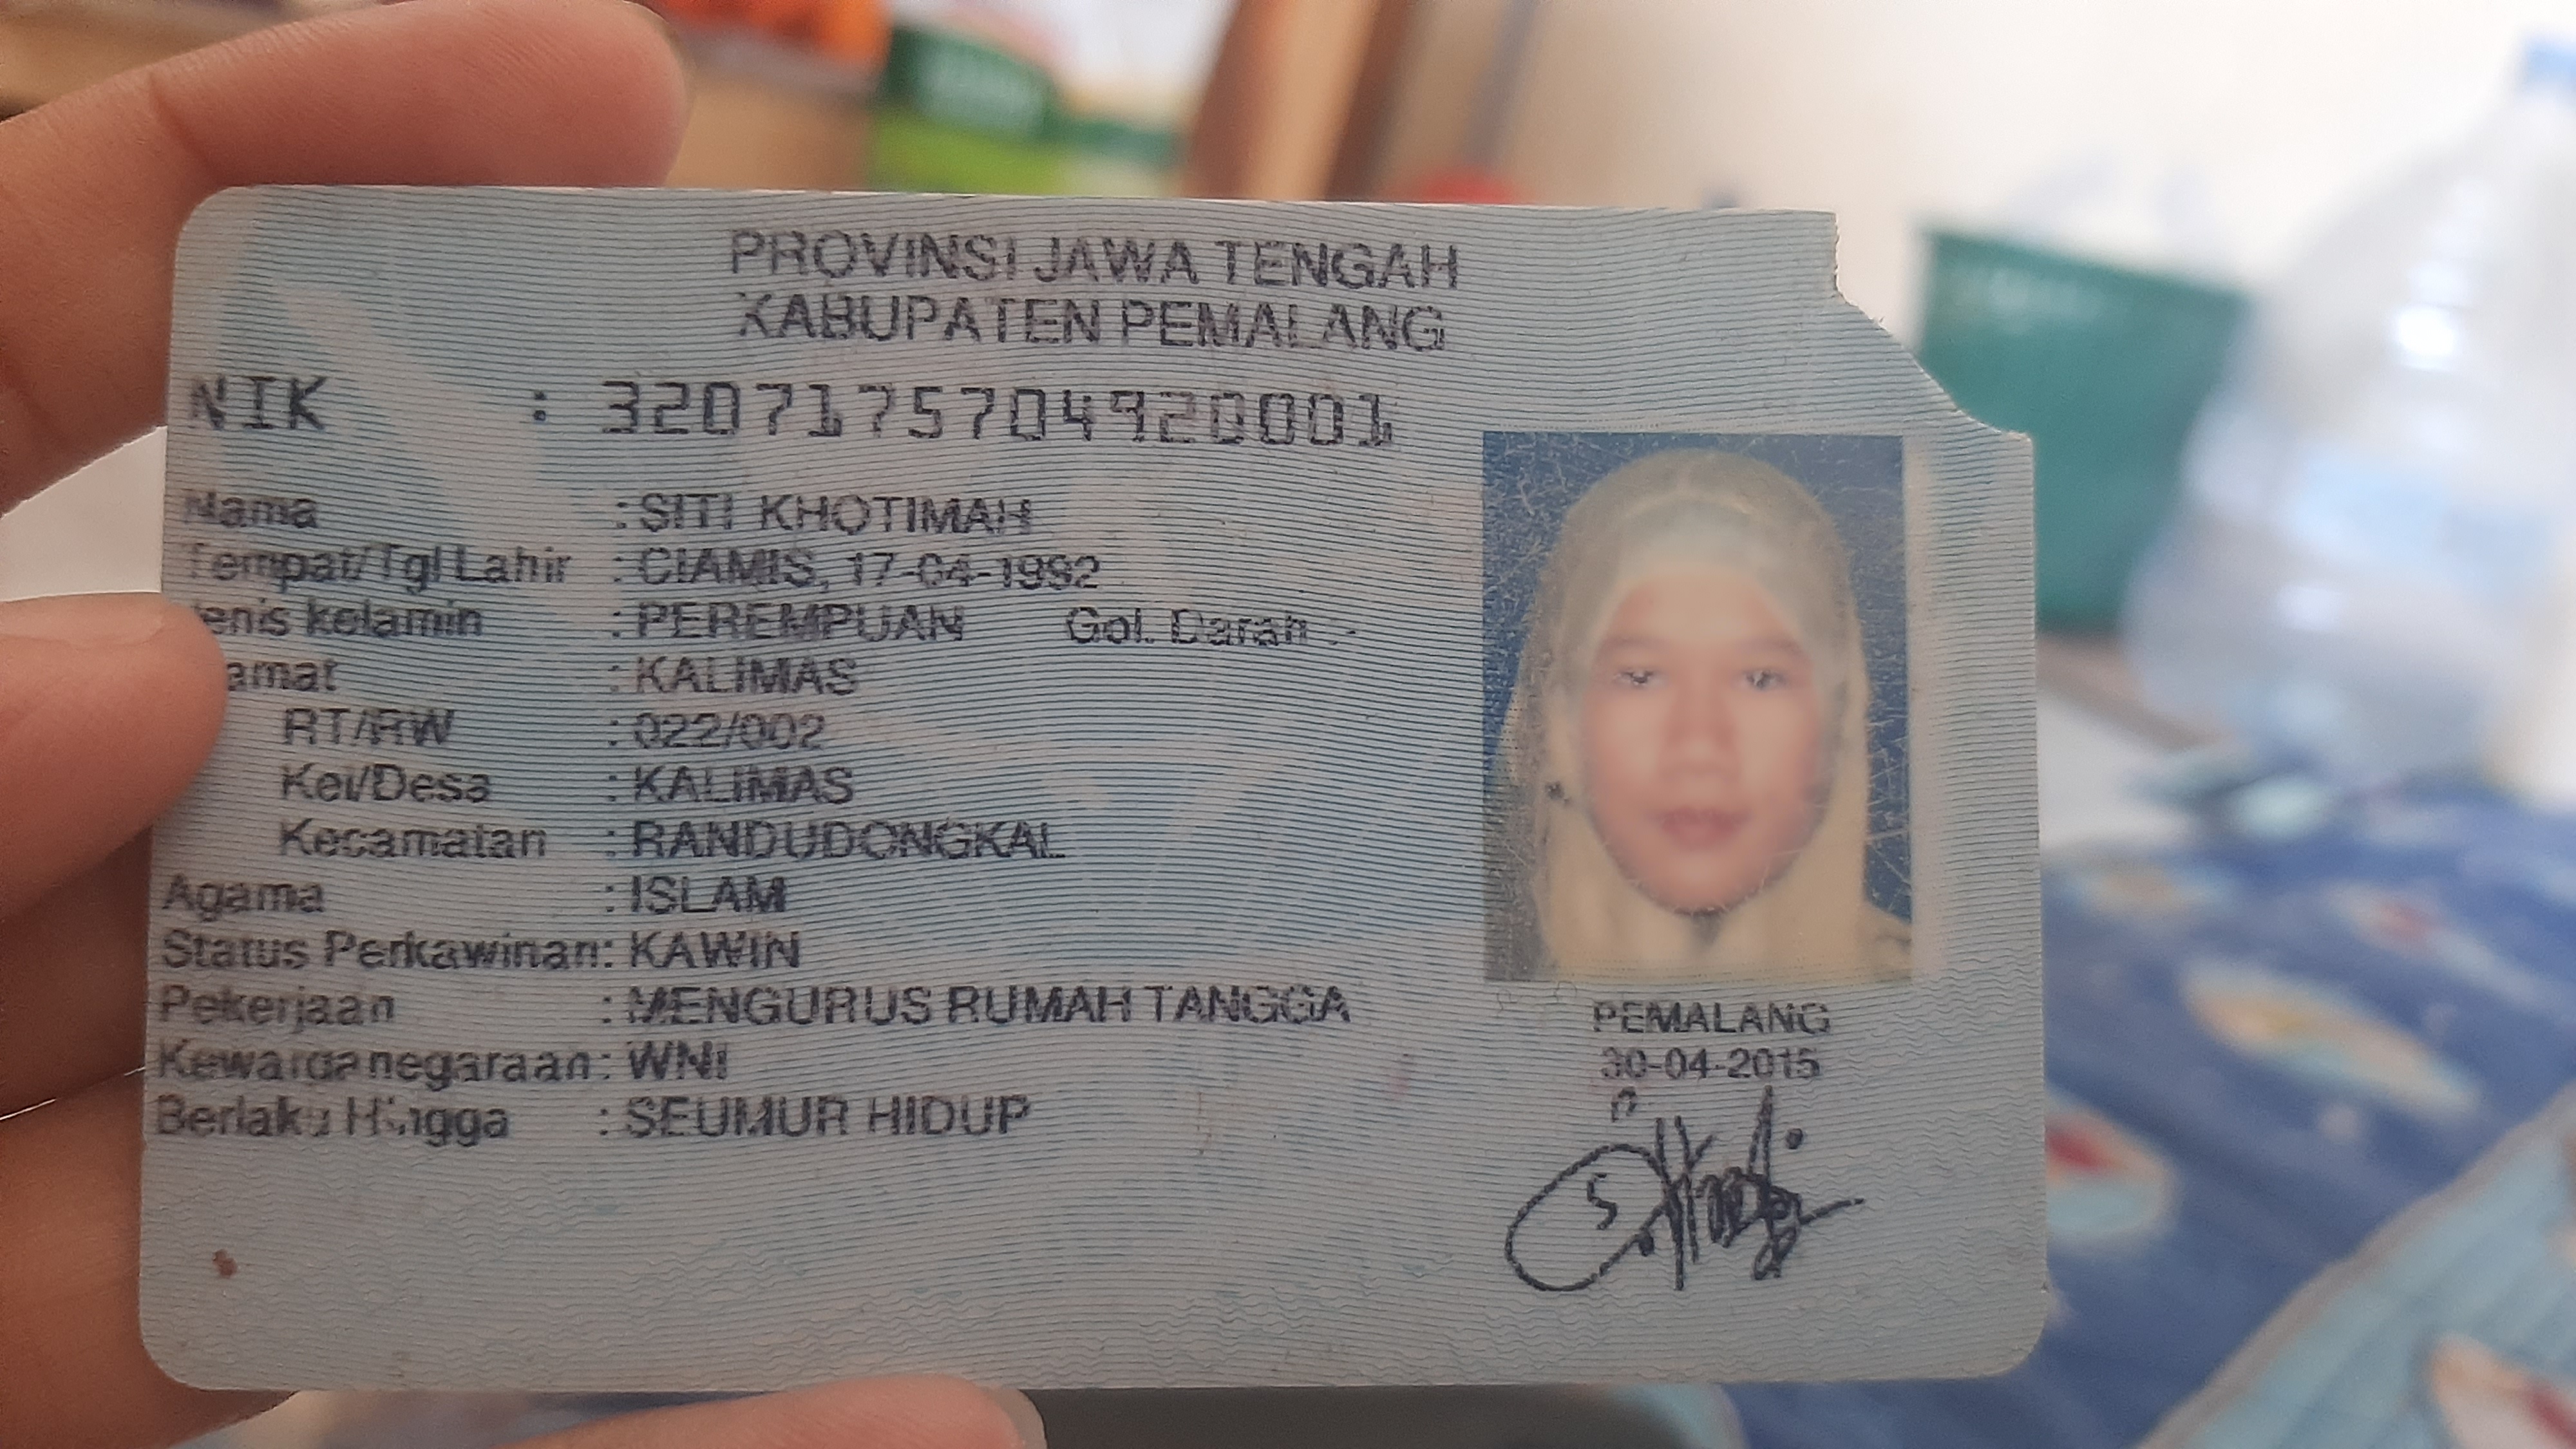 PROVINSI JAWA TENGAH
KABUPATEN PEMALANG
NIK : 3207175704920001
Nama : SITI KHOTIMAH
Tempat/Tgl Lahir : CIAMIS, 17-04-1992
Jenis kelamin : PEREMPUAN Gol. Darah : -
amat : KALIMAS
RT/RW : 022/002
Kel/Desa : KALIMAS
Kecamatan : RANDUDONGKAL
Agama : ISLAM
Status Perkawinan: KAWIN
Pekerjaan : MENGURUS RUMAH TANGGA
Kewarganegaraan: WNI
Berlaku Hingga : SEUMUR HIDUP
PEMALANG
30-04-2015